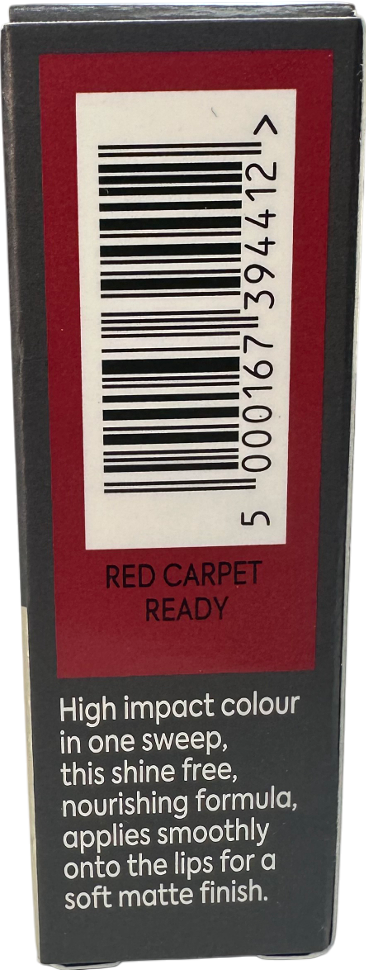 5 000167 394412 >
RED CARPET
READY
High impact colour
in one sweep,
this shine free,
nourishing formula,
applies smoothly
onto the lips for a
soft matte finish.